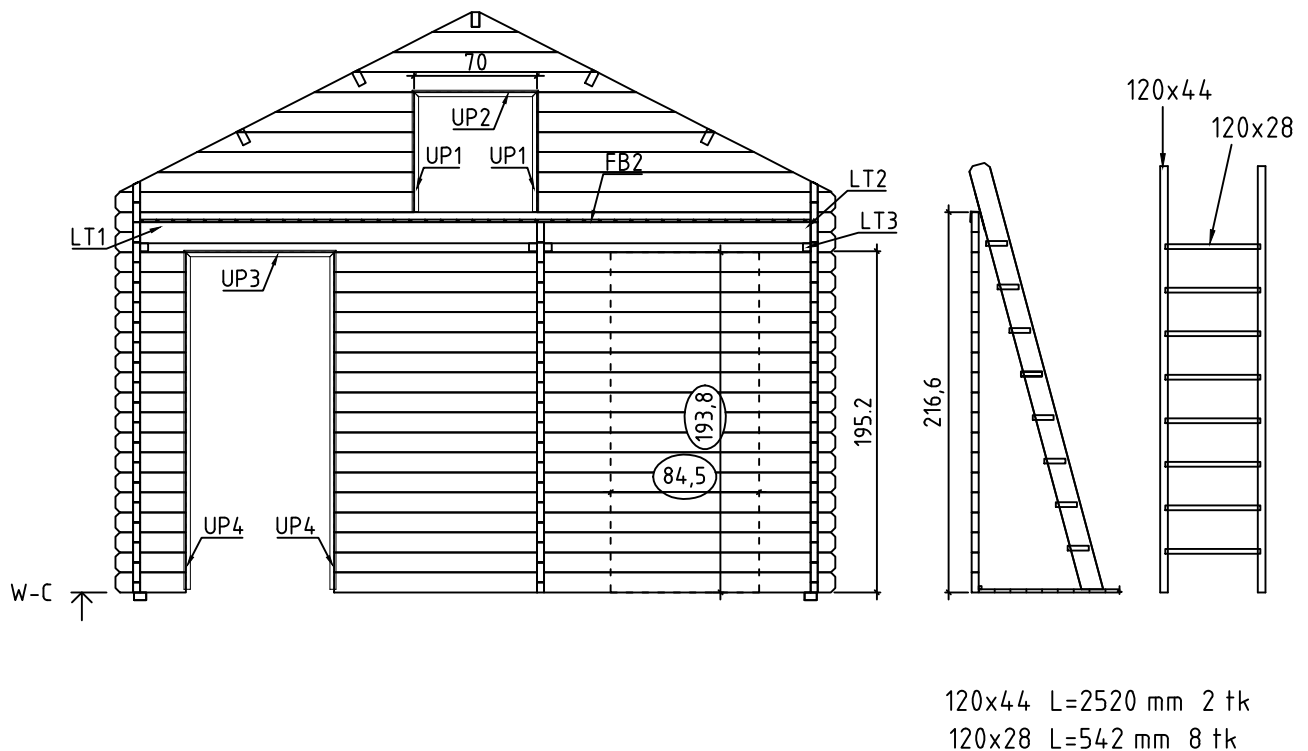 70
UP2
UP1
UP1
FB2
LT2
LT1
LT3
UP3
193,8
84,5
195.2
UP4
UP4
W-C
120x44
120x28
216,6
120x44 L=2520 mm 2 tk
120x28 L=542 mm 8 tk